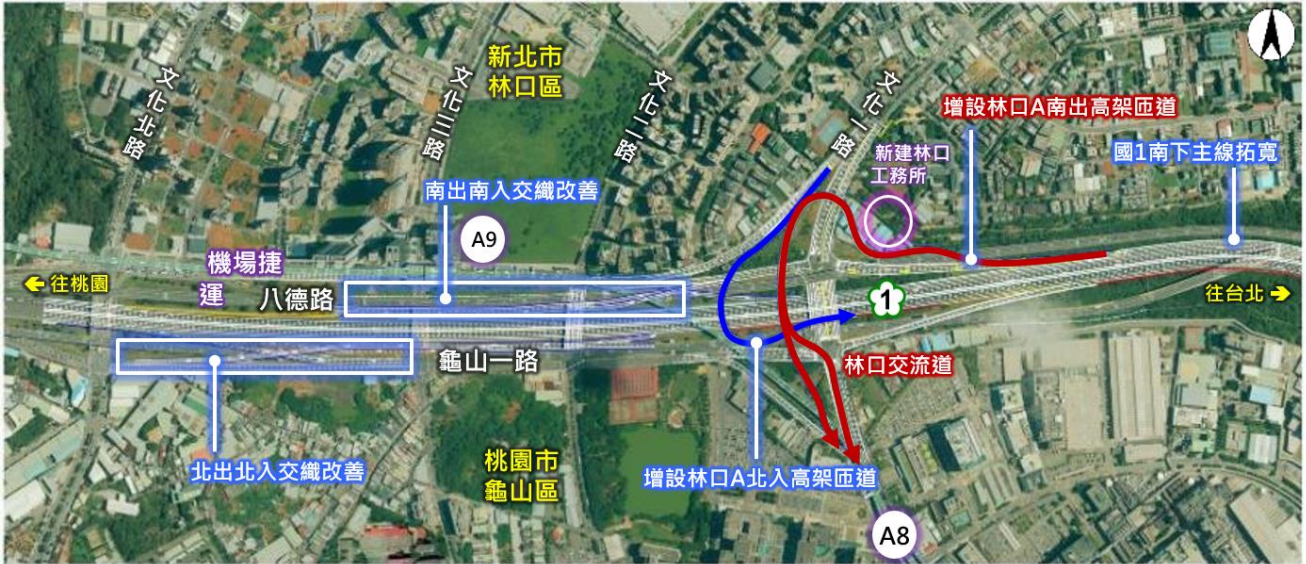 新北市
林口區
文化北路
文化三路
文化二路
文化一路
增設林口A南出高架匝道
新建林口
工務所
國1南下主線拓寬
南出南入交織改善
A9
機場捷
運
往桃園
八德路
1
往台北
龜山一路
林口交流道
北出北入交織改善
桃園市
龜山區
增設林口A北入高架匝道
A8